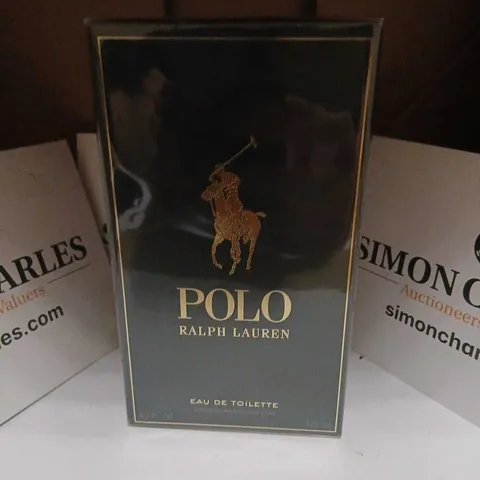 ARLES
Valuers
es.com
POLO
RALPH LAUREN
EAU DE TOILETTE
SIMON C
Auctioneers
simonchar